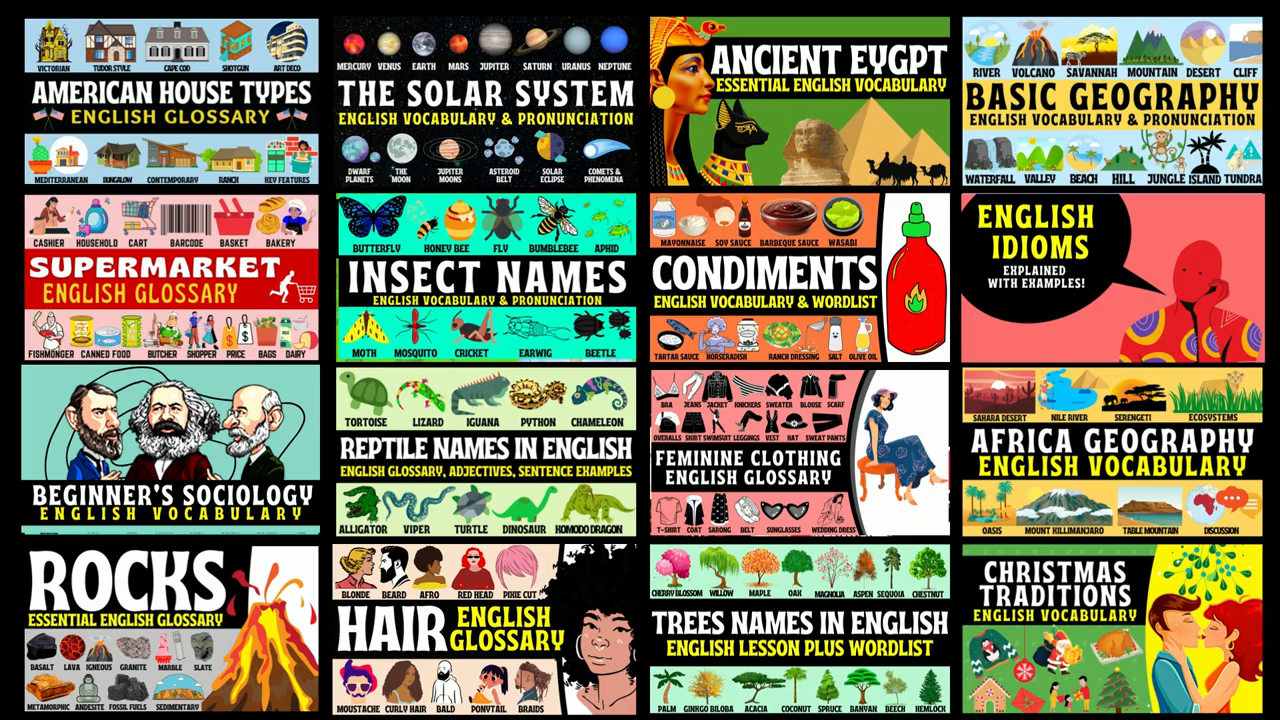 VICTORIAN TUDOR STYLE CAPE COD SHOTGUN ART DECO
AMERICAN HOUSE TYPES
ENGLISH GLOSSARY
MEDITERRANEAN BUNGALOW CONTEMPORARY RANCH KEY FEATURES
MERCURY VENUS EARTH MARS JUPITER SATURN URANUS NEPTUNE
THE SOLAR SYSTEM
ENGLISH VOCABULARY & PRONUNCIATION
DWARF PLANETS THE MOON JUPITER MOONS ASTEROID BELT SOLAR ECLIPSE COMETS & PHENOMENA
ANCIENT EYGPT
ESSENTIAL ENGLISH VOCABULARY
RIVER VOLCANO SAVANNAH MOUNTAIN DESERT CLIFF
BASIC GEOGRAPHY
ENGLISH VOCABULARY & PRONUNCIATION
WATERFALL VALLEY BEACH HILL JUNGLE ISLAND TUNDRA
CASHIER HOUSEHOLD CART BARCODE BASKET BAKERY
SUPERMARKET
ENGLISH GLOSSARY
FISHMONGER CANNED FOOD BUTCHER SHOPPER PRICE BAGS DAIRY
BUTTERFLY HONEY BEE FLY BUMBLEBEE APHID
INSECT NAMES
ENGLISH VOCABULARY & PRONUNCIATION
MOTH MOSQUITO CRICKET EARWIG BEETLE
MAYONNAISE SOY SAUCE BARBEQUE SAUCE WASABI
CONDIMENTS
ENGLISH VOCABULARY & WORDLIST
TARTAR SAUCE HORSERADISH RANCH DRESSING SALT OLIVE OIL
ENGLISH
IDIOMS
EXPLAINED
WITH EXAMPLES!
BEGINNER'S SOCIOLOGY
ENGLISH VOCABULARY
TORTOISE LIZARD IGUANA PYTHON CHAMELEON
REPTILE NAMES IN ENGLISH
ENGLISH GLOSSARY, ADJECTIVES, SENTENCE EXAMPLES
ALLIGATOR VIPER TURTLE DINOSAUR KOMODO DRAGON
BRA JEANS JACKET KNICKERS SWEATER BLOUSE SCARF
OVERALLS SKIRT SWIMSUIT LEGGINGS VEST HAT SWEAT PANTS
FEMININE CLOTHING
ENGLISH GLOSSARY
T-SHIRT COAT SARONG BELT SUNGLASSES WEDDING DRESS
SAHARA DESERT NILE RIVER SERENGETI ECOSYSTEMS
AFRICA GEOGRAPHY
ENGLISH VOCABULARY
OASIS MOUNT KILLIMANJARO TABLE MOUNTAIN DISCUSSION
ROCKS
ESSENTIAL ENGLISH GLOSSARY
BASALT LAVA IGNEOUS GRANITE MARBLE SLATE
METAMORPHIC ANDESITE FOSSIL FUELS SEDIMENTARY
BLONDE BEARD AFRO RED HEAD PIXIE CUT
HAIR ENGLISH
GLOSSARY
MOUSTACHE CURLY HAIR BALD PONYTAIL BRAIDS
CHERRY BLOSSOM WILLOW MAPLE OAK MAGNOLIA ASPEN SEQUOIA CHESTNUT
TREES NAMES IN ENGLISH
ENGLISH LESSON PLUS WORDLIST
PALM GINKGO BILOBA ACACIA COCONUT SPRUCE BANYAN BEECH HEMLOCK
CHRISTMAS
TRADITIONS
ENGLISH VOCABULARY